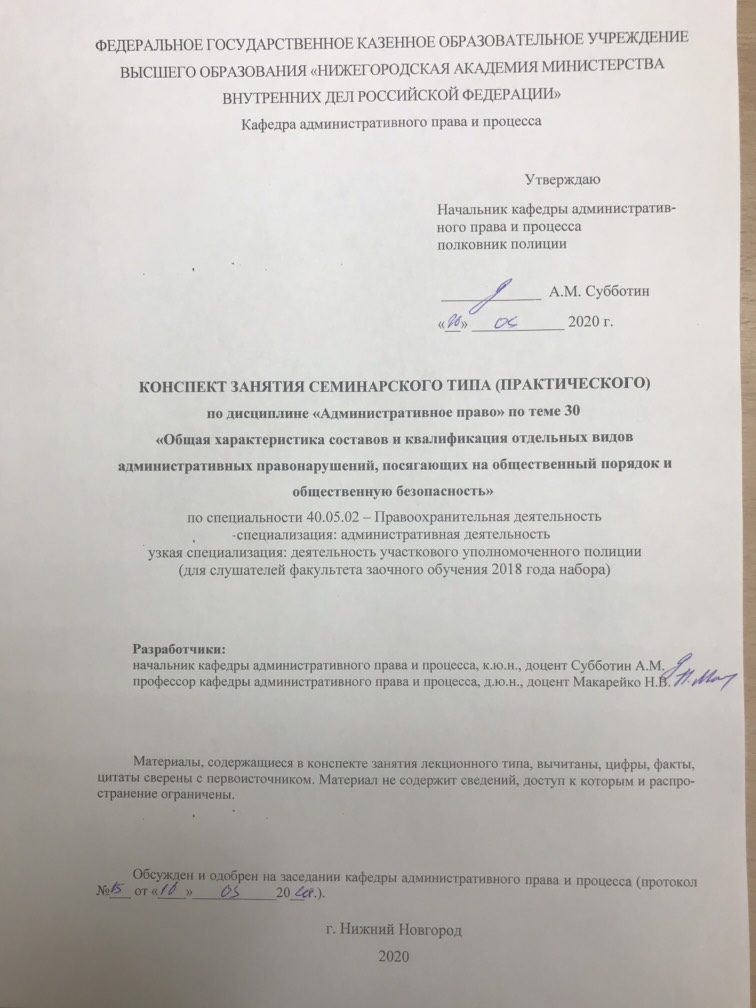 ФЕДЕРАЛЬНОЕ ГОСУДАРСТВЕННОЕ КАЗЕННОЕ ОБРАЗОВАТЕЛЬНОЕ УЧРЕЖДЕНИЕ
ВЫСШЕГО ОБРАЗОВАНИЯ «НИЖЕГОРОДСКАЯ АКАДЕМИЯ МИНИСТЕРСТВА
ВНУТРЕННИХ ДЕЛ РОССИЙСКОЙ ФЕДЕРАЦИИ»
Кафедра административного права и процесса
Утверждаю
Начальник кафедры административ-
ного права и процесса
полковник полиции
А.М. Субботин
« » 2020 г.
КОНСПЕКТ ЗАНЯТИЯ СЕМИНАРСКОГО ТИПА (ПРАКТИЧЕСКОГО)
по дисциплине «Административное право» по теме 30
«Общая характеристика составов и квалификация отдельных видов
административных правонарушений, посягающих на общественный порядок и
общественную безопасность»
по специальности 40.05.02 – Правоохранительная деятельность
специализация: административная деятельность
узкая специализация: деятельность участкового уполномоченного полиции
(для слушателей факультета заочного обучения 2018 года набора)
Разработчики:
начальник кафедры административного права и процесса, к.ю.н., доцент Субботин А.М.
профессор кафедры административного права и процесса, д.ю.н., доцент Макарейко Н.В.
Материалы, содержащиеся в конспекте занятия лекционного типа, вычитаны, цифры, факты,
цитаты сверены с первоисточником. Материал не содержит сведений, доступ к которым и распро-
странение ограничены.
Обсужден и одобрен на заседании кафедры административного права и процесса (протокол
№15 от «10» 03 20 г.).
г. Нижний Новгород
2020